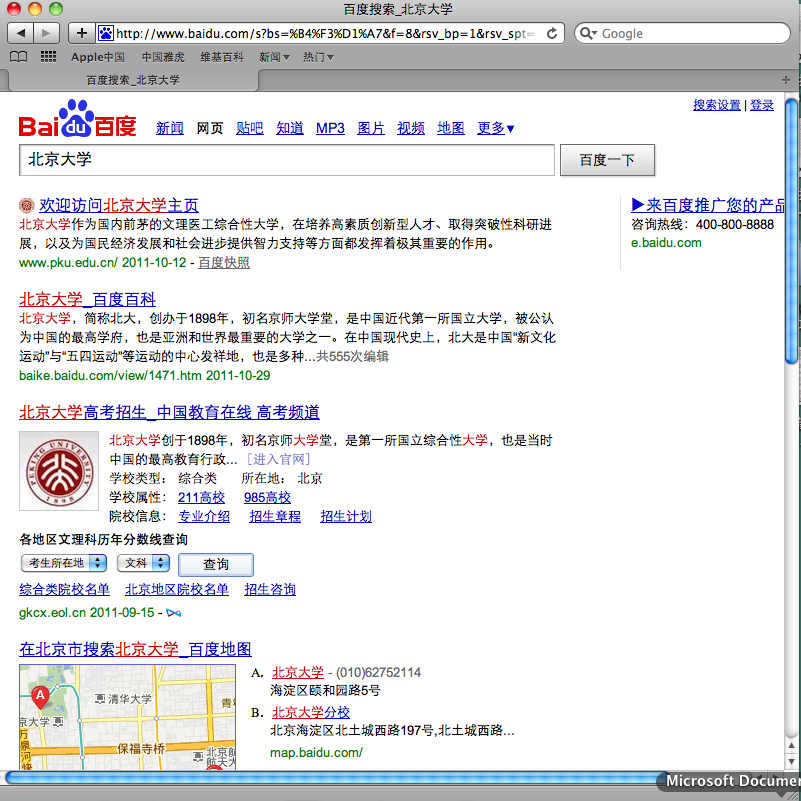 百度搜索_北京大学
http://www.baidu.com/s?bs=%B4%F3%D1%A7&f=8&rsv_bp=1&rsv_spt=
Google
Apple中国 中国雅虎 维基百科 新闻▼ 热门▼
百度搜索_北京大学
搜索设置 | 登录
Bai du 百度 新闻 网页 贴吧 知道 MP3 图片 视频 地图 更多▼
北京大学 百度一下
欢迎访问北京大学主页
北京大学作为国内前茅的文理医工综合性大学，在培养高素质创新型人才、取得突破性科研进
展，以及为国民经济发展和社会进步提供智力支持等方面都发挥着极其重要的作用。
www.pku.edu.cn/ 2011-10-12 - 百度快照
▶来百度推广您的产品
咨询热线：400-800-8888
e.baidu.com
北京大学_百度百科
北京大学，简称北大，创办于1898年，初名京师大学堂，是中国近代第一所国立大学，被公认
为中国的最高学府，也是亚洲和世界最重要的大学之一。在中国现代史上，北大是中国“新文化
运动”与“五四运动”等运动的中心发祥地，也是多种...共555次编辑
baike.baidu.com/view/1471.htm 2011-10-29
北京大学高考招生_中国教育在线 高考频道
PEKING UNIVERSITY
1898
北京大学创于1898年，初名京师大学堂，是第一所国立综合性大学，也是当时
中国的最高教育行政... [进入官网]
学校类型： 综合类 所在地： 北京
学校属性： 211高校 985高校
院校信息： 专业介绍 招生章程 招生计划
各地区文理科历年分数线查询
考生所在地 文科 查询
综合类院校名单 北京地区院校名单 招生咨询
gkcx.eol.cn 2011-09-15 -
在北京市搜索北京大学_百度地图
A
清华大学
京大学
青年
万泉河快
保福寺桥
北京航
航天大
A. 北京大学 - (010)62752114
海淀区颐和园路5号
B. 北京大学分校
北京海淀区北土城西路197号,北土城西路...
map.baidu.com/
Microsoft Documen